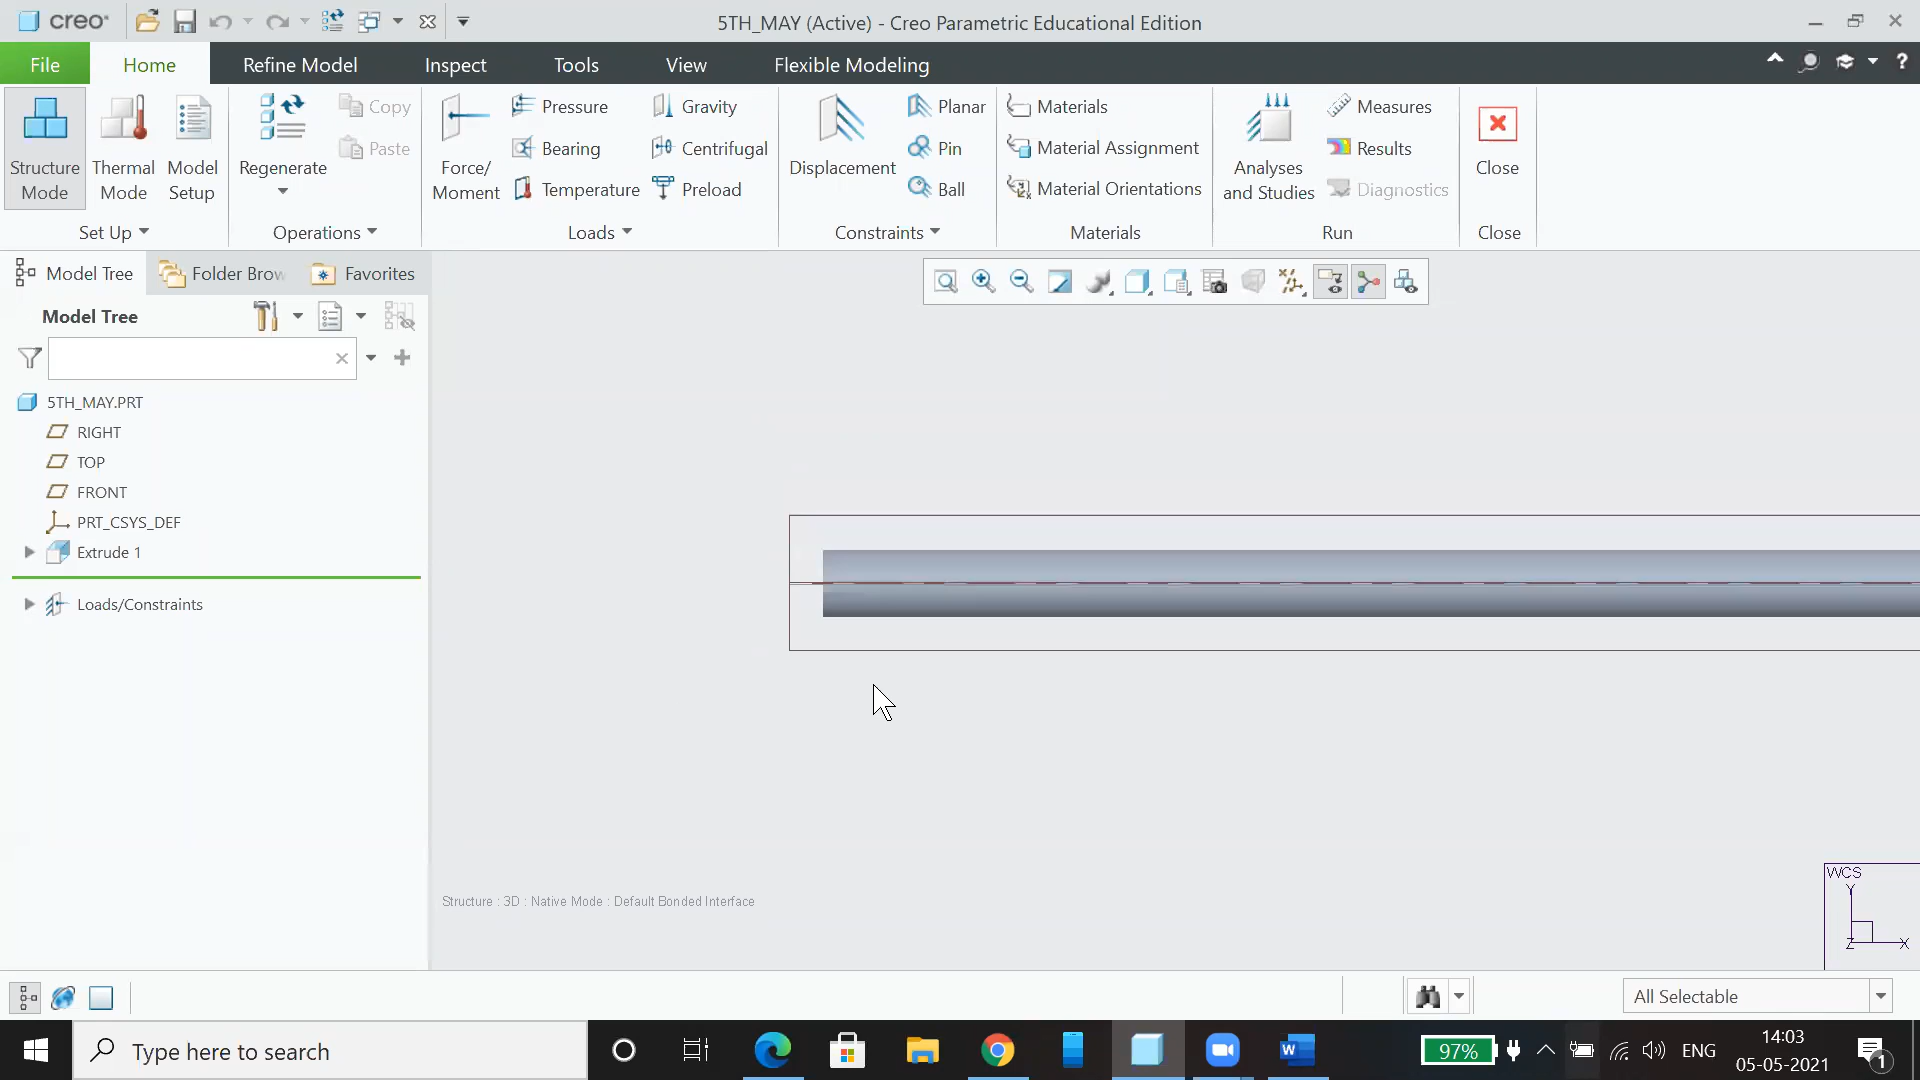 creo
5TH_MAY (Active) - Creo Parametric Educational Edition
File
Home
Refine Model
Inspect
Tools
View
Flexible Modeling
?
Structure
Mode
Thermal
Mode
Model
Setup
Set Up
Regenerate
Copy
Paste
Operations
Force/
Moment
Pressure
Bearing
Temperature
Gravity
Centrifugal
Preload
Loads
Displacement
Planar
Pin
Ball
Constraints
Materials
Material Assignment
Material Orientations
Materials
Analyses
and Studies
Measures
Results
Diagnostics
Run
Close
Close
Model Tree
Folder Brow
Favorites
Model Tree
5TH_MAY.PRT
RIGHT
TOP
FRONT
PRT_CSYS_DEF
Extrude 1
Loads/Constraints
Structure : 3D : Native Mode : Default Bonded Interface
WCS
Y
Z
X
All Selectable
Type here to search
W
97%
ENG
14:03
05-05-2021
1